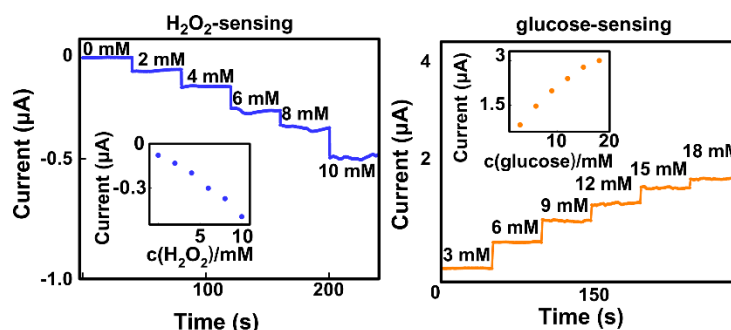 H₂O₂-sensing
0
0 mM
2 mM
4 mM
6 mM
8 mM
10 mM
-0.5
-1.0
Current (µA)
100
200
Time (s)
0
-0.3
Current (µA)
5
10
c(H₂O₂)/mM
glucose-sensing
4
2
0
Current (µA)
3 mM
6 mM
9 mM
12 mM
15 mM
18 mM
150
Time (s)
3
1.5
Current (µA)
0
10
20
c(glucose)/mM